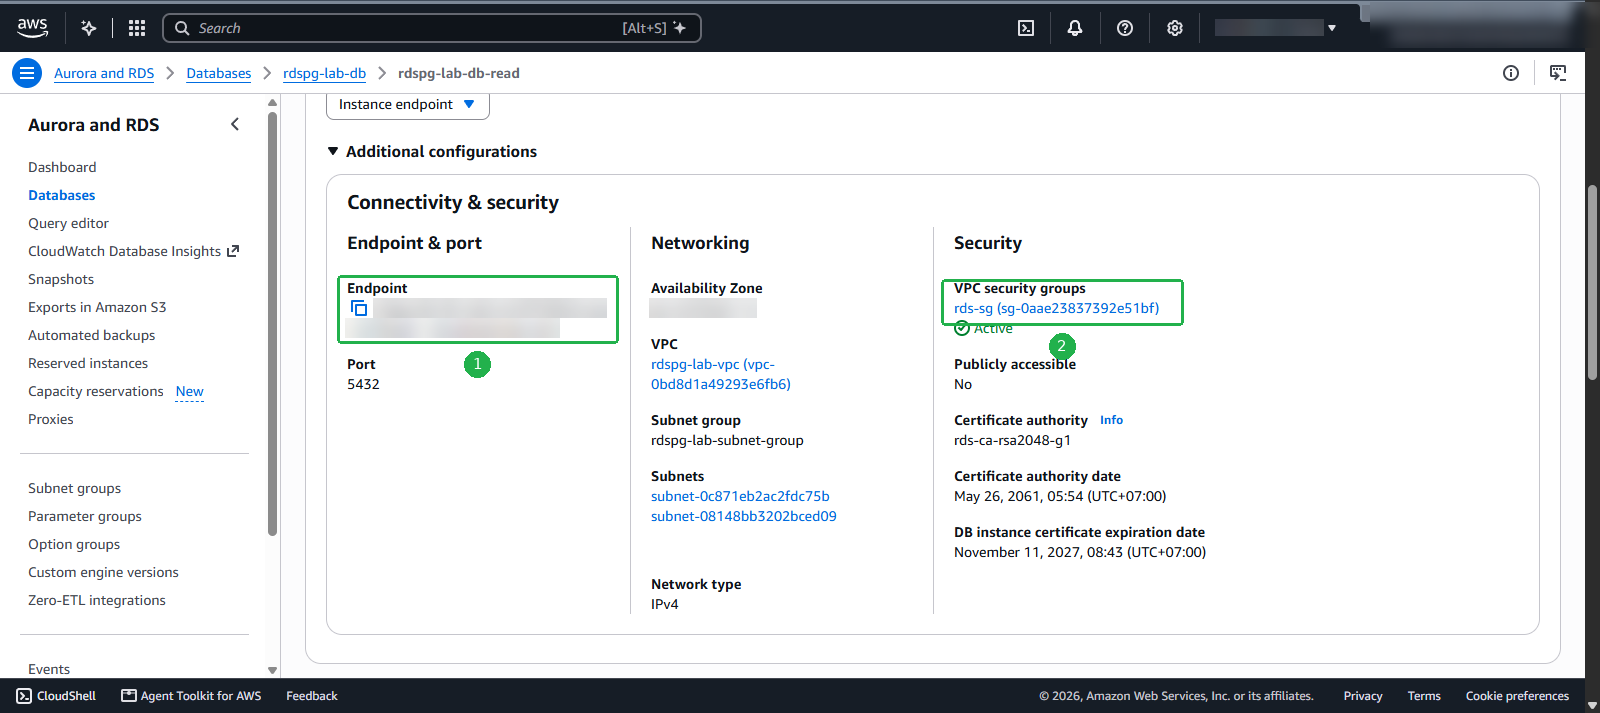 aws
Search [Alt+S]
Aurora and RDS > Databases > rdspg-lab-db > rdspg-lab-db-read
Aurora and RDS
Dashboard
Databases
Query editor
CloudWatch Database Insights
Snapshots
Exports in Amazon S3
Automated backups
Reserved instances
Capacity reservations New
Proxies
Subnet groups
Parameter groups
Option groups
Custom engine versions
Zero-ETL integrations
Events
Instance endpoint
Additional configurations
Connectivity & security
Endpoint & port
Endpoint
1
Port
5432
Networking
Availability Zone
VPC
rdspg-lab-vpc (vpc-
0bd8d1a49293e6fb6)
Subnet group
rdspg-lab-subnet-group
Subnets
subnet-0c871eb2ac2fdc75b
subnet-08148bb3202bced09
Network type
IPv4
Security
VPC security groups
rds-sg (sg-0aae23837392e51bf)
Active
2
Publicly accessible
No
Certificate authority Info
rds-ca-rsa2048-g1
Certificate authority date
May 26, 2061, 05:54 (UTC+07:00)
DB instance certificate expiration date
November 11, 2027, 08:43 (UTC+07:00)
CloudShell Agent Toolkit for AWS Feedback © 2026, Amazon Web Services, Inc. or its affiliates. Privacy Terms Cookie preferences